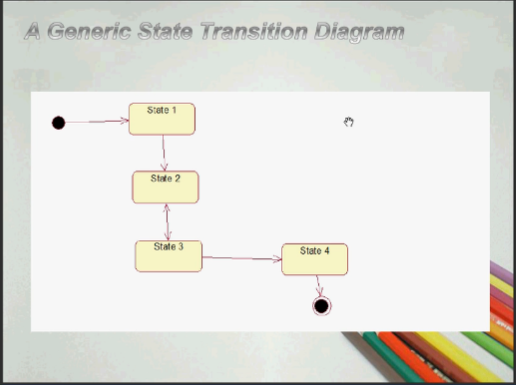 A Generic State Transition Diagram
State 1
State 2
State 3
State 4